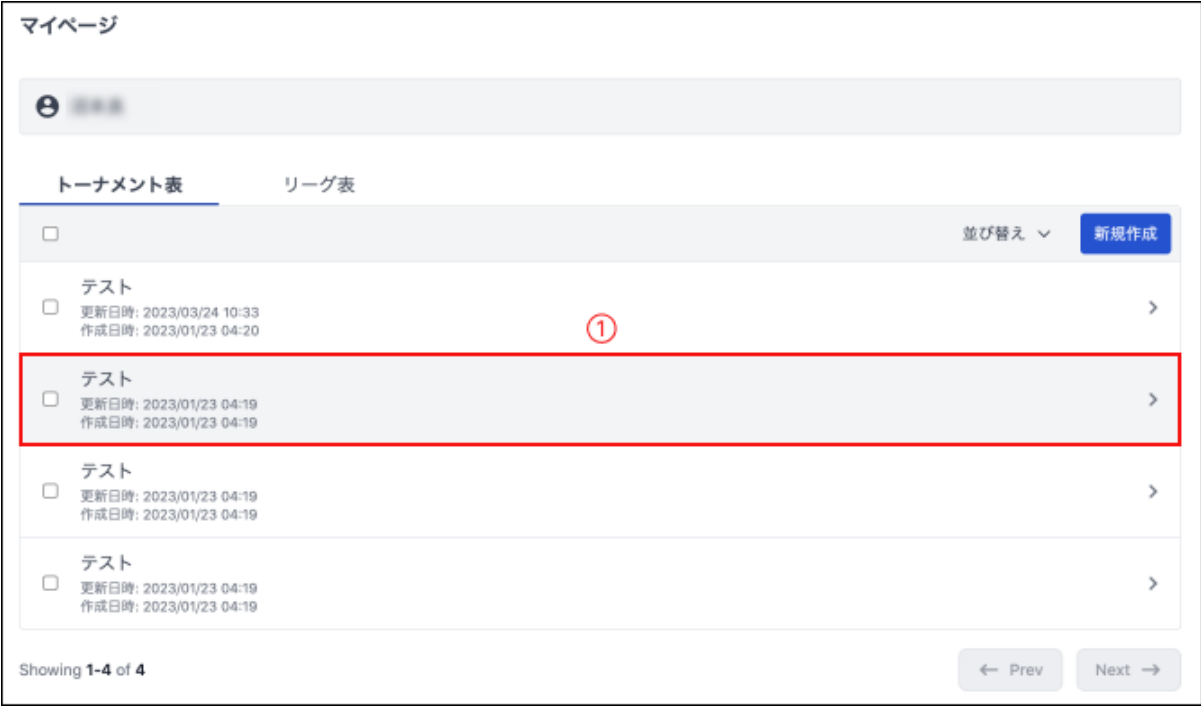 マイページ
トーナメント表 リーグ表
並び替え 新規作成
テスト
更新日時: 2023/03/24 10:33
作成日時: 2023/01/23 04:20
①
テスト
更新日時: 2023/01/23 04:19
作成日時: 2023/01/23 04:19
テスト
更新日時: 2023/01/23 04:19
作成日時: 2023/01/23 04:19
テスト
更新日時: 2023/01/23 04:19
作成日時: 2023/01/23 04:19
Showing 1-4 of 4 ← Prev Next →